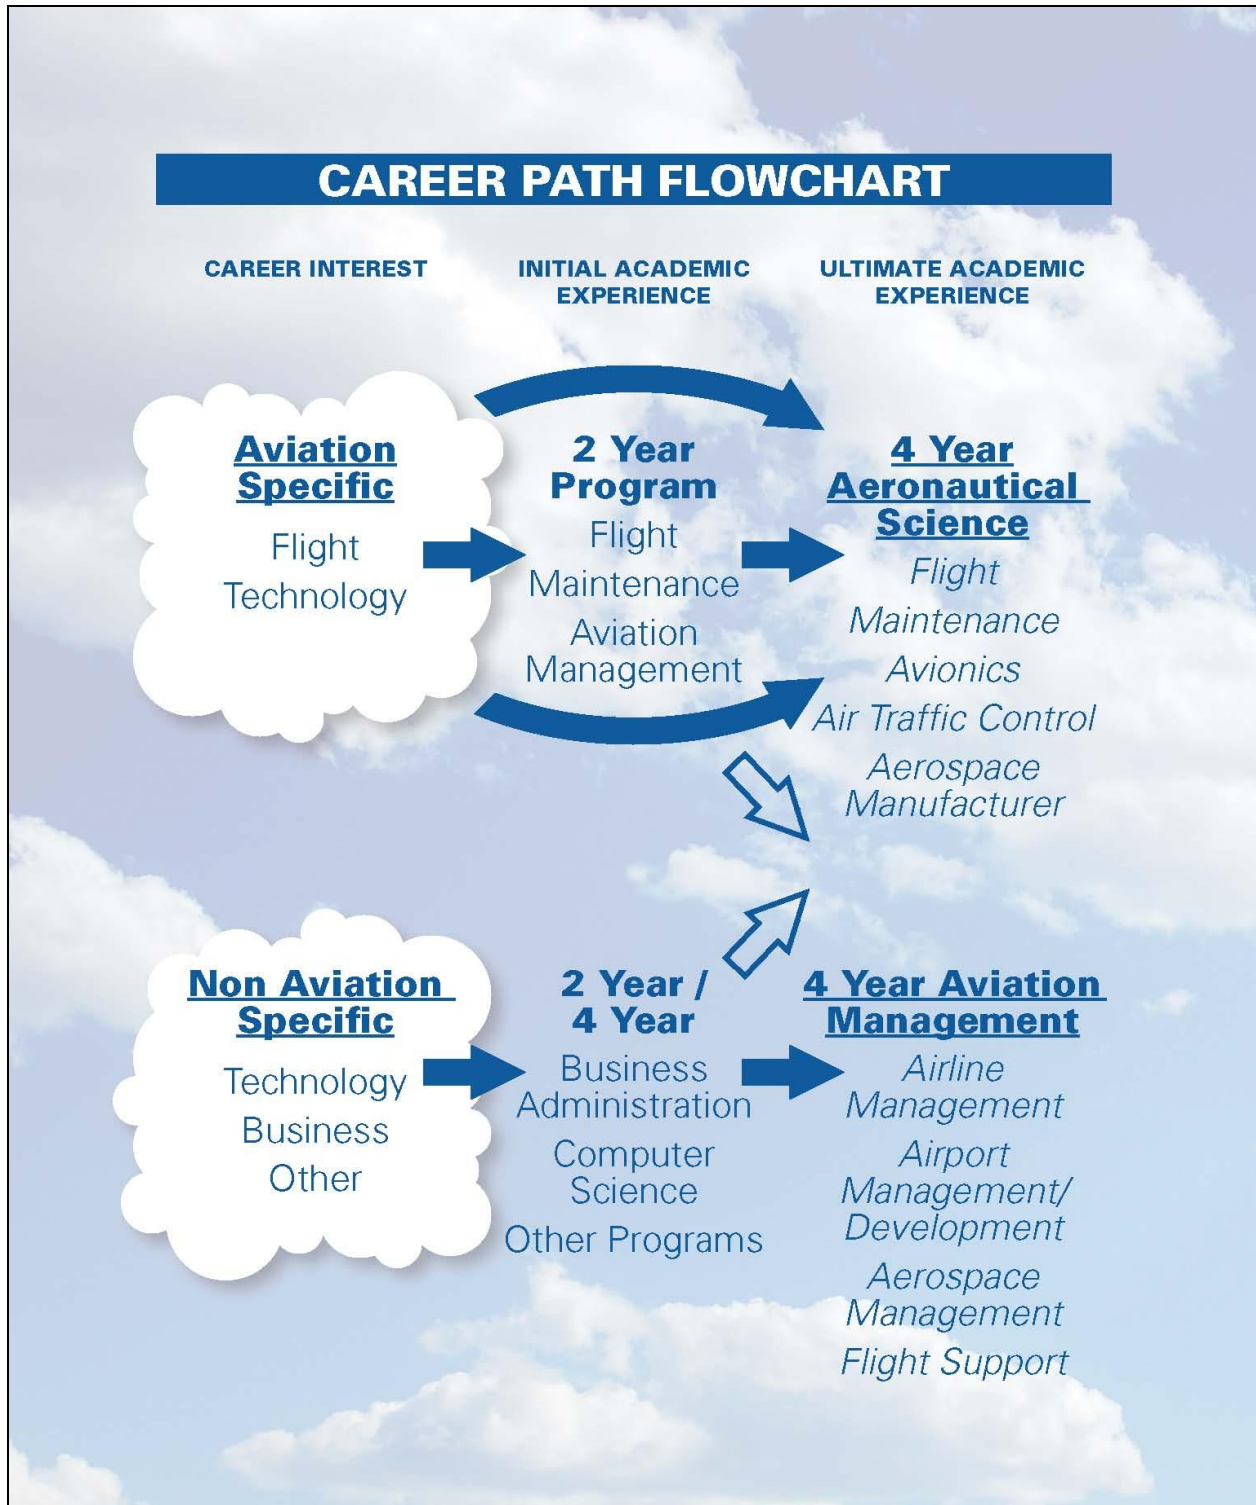 CAREER PATH FLOWCHART
CAREER INTEREST
INITIAL ACADEMIC
EXPERIENCE
ULTIMATE ACADEMIC
EXPERIENCE
Aviation
Specific
Flight
Technology
2 Year
Program
Flight
Maintenance
Aviation
Management
4 Year
Aeronautical
Science
Flight
Maintenance
Avionics
Air Traffic Control
Aerospace
Manufacturer
Non Aviation
Specific
Technology
Business
Other
2 Year /
4 Year
Business
Administration
Computer
Science
Other Programs
4 Year Aviation
Management
Airline
Management
Airport
Management/
Development
Aerospace
Management
Flight Support